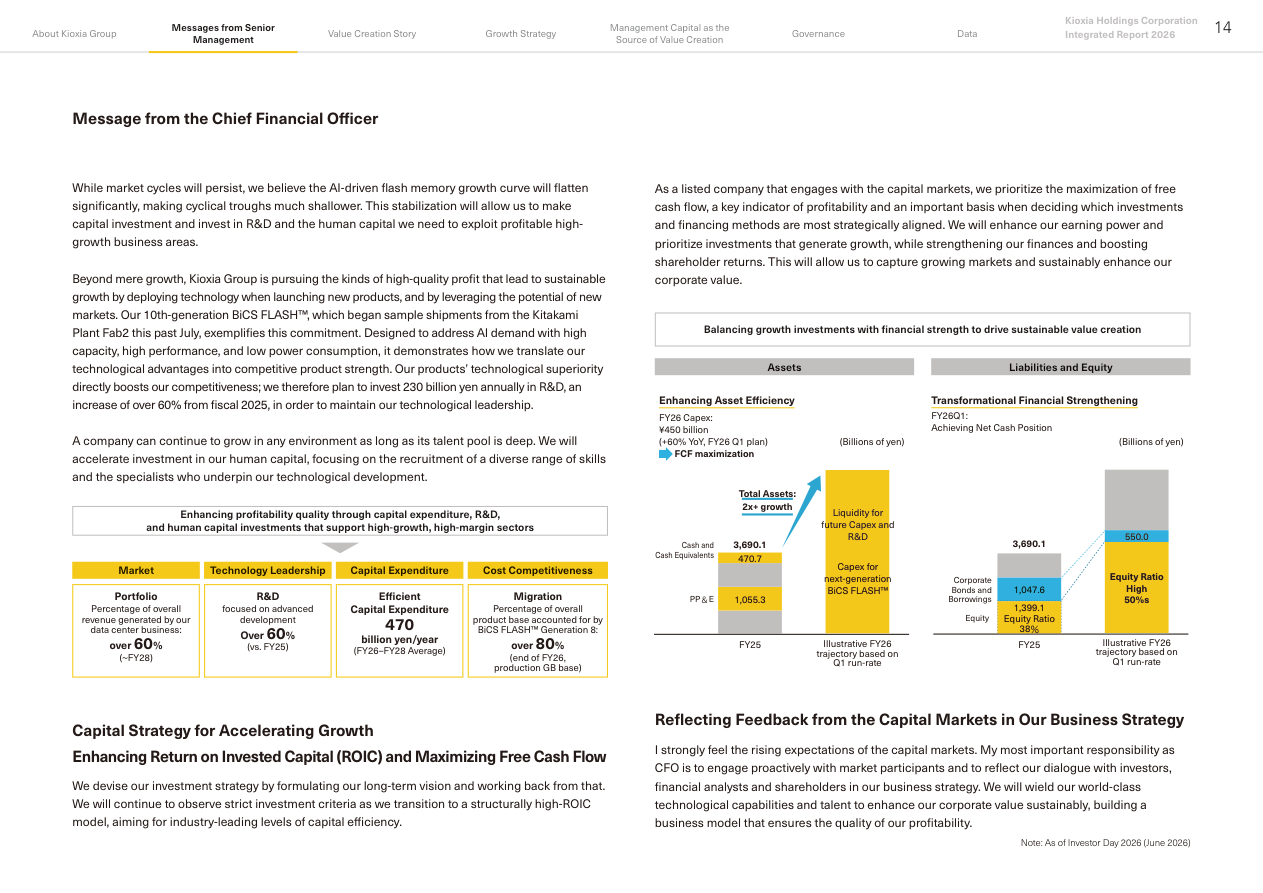 About Kioxia Group
Messages from Senior
Management
Value Creation Story
Growth Strategy
Management Capital as the
Source of Value Creation
Governance
Data
Kioxia Holdings Corporation
Integrated Report 2026
14
Message from the Chief Financial Officer
While market cycles will persist, we believe the AI-driven flash memory growth curve will flatten
significantly, making cyclical troughs much shallower. This stabilization will allow us to make
capital investment and invest in R&D and the human capital we need to exploit profitable high-
growth business areas.
Beyond mere growth, Kioxia Group is pursuing the kinds of high-quality profit that lead to sustainable
growth by deploying technology when launching new products, and by leveraging the potential of new
markets. Our 10th-generation BiCS FLASH™, which began sample shipments from the Kitakami
Plant Fab2 this past July, exemplifies this commitment. Designed to address AI demand with high
capacity, high performance, and low power consumption, it demonstrates how we translate our
technological advantages into competitive product strength. Our products' technological superiority
directly boosts our competitiveness; we therefore plan to invest 230 billion yen annually in R&D, an
increase of over 60% from fiscal 2025, in order to maintain our technological leadership.
A company can continue to grow in any environment as long as its talent pool is deep. We will
accelerate investment in our human capital, focusing on the recruitment of a diverse range of skills
and the specialists who underpin our technological development.
Enhancing profitability quality through capital expenditure, R&D,
and human capital investments that support high-growth, high-margin sectors
Market
Portfolio
Percentage of overall
revenue generated by our
data center business:
over 60%
(~FY28)
Technology Leadership
R&D
focused on advanced
development
Over 60%
(vs. FY25)
Capital Expenditure
Efficient
Capital Expenditure
470
billion yen/year
(FY26–FY28 Average)
Cost Competitiveness
Migration
Percentage of overall
product base accounted for by
BiCS FLASH™ Generation 8:
over 80%
(end of FY26,
production GB base)
Capital Strategy for Accelerating Growth
Enhancing Return on Invested Capital (ROIC) and Maximizing Free Cash Flow
We devise our investment strategy by formulating our long-term vision and working back from that.
We will continue to observe strict investment criteria as we transition to a structurally high-ROIC
model, aiming for industry-leading levels of capital efficiency.
As a listed company that engages with the capital markets, we prioritize the maximization of free
cash flow, a key indicator of profitability and an important basis when deciding which investments
and financing methods are most strategically aligned. We will enhance our earning power and
prioritize investments that generate growth, while strengthening our finances and boosting
shareholder returns. This will allow us to capture growing markets and sustainably enhance our
corporate value.
Balancing growth investments with financial strength to drive sustainable value creation
Assets
Enhancing Asset Efficiency
FY26 Capex:
¥450 billion
(+60% YoY, FY26 Q1 plan)
FCF maximization
(Billions of yen)
Total Assets:
2x+ growth
Cash and
Cash Equivalents
3,690.1
470.7
PP＆E
1,055.3
FY25
Liquidity for
future Capex and
R&D
Capex for
next-generation
BiCS FLASH™
Illustrative FY26
trajectory based on
Q1 run-rate
Liabilities and Equity
Transformational Financial Strengthening
FY26Q1:
Achieving Net Cash Position
(Billions of yen)
3,690.1
Corporate
Bonds and
Borrowings
1,047.6
Equity
1,399.1
Equity Ratio
38%
FY25
550.0
Equity Ratio
High
50%s
Illustrative FY26
trajectory based on
Q1 run-rate
Reflecting Feedback from the Capital Markets in Our Business Strategy
I strongly feel the rising expectations of the capital markets. My most important responsibility as
CFO is to engage proactively with market participants and to reflect our dialogue with investors,
financial analysts and shareholders in our business strategy. We will wield our world-class
technological capabilities and talent to enhance our corporate value sustainably, building a
business model that ensures the quality of our profitability.
Note: As of Investor Day 2026 (June 2026)